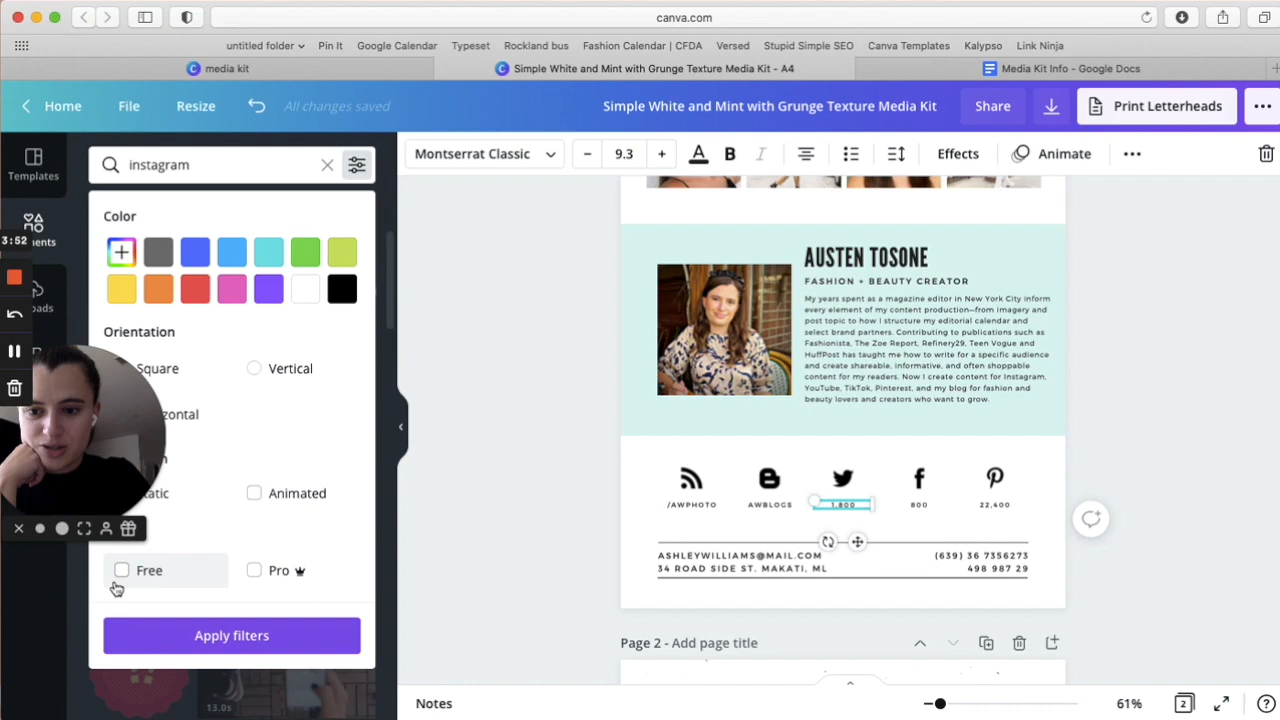 canva.com
untitled folder
Pin It
Google Calendar
Typeset
Rockland bus
Fashion Calendar | CFDA
Versed
Stupid Simple SEO
Canva Templates
Kalypso
Link Ninja
media kit
Simple White and Mint with Grunge Texture Media Kit - A4
Media Kit Info - Google Docs
Home
File
Resize
All changes saved
Simple White and Mint with Grunge Texture Media Kit
Share
Print Letterheads
Templates
instagram
Montserrat Classic
9.3
A
B
I
Effects
Animate
Color
3:52
Orientation
Square
Vertical
Animated
Free
Pro
Apply filters
13.0s
AUSTEN TOSONE
FASHION + BEAUTY CREATOR
My years spent as a magazine editor in New York City inform
every element of my content production—from imagery and
post topic to how I structure my editorial calendar and
select brand partners. Contributing to publications such as
Fashionista, The Zoe Report, Refinery29, Teen Vogue and
HuffPost has taught me how to write for a specific audience
and create shareable, informative, and often shoppable
content for my readers. Now I create content for Instagram,
YouTube, TikTok, Pinterest, and my blog for fashion and
beauty lovers and creators who want to grow.
/AWPHOTO
AWBLOGS
1,800
800
22,400
ASHLEYWILLIAMS@MAIL.COM
(639) 36 7356273
34 ROAD SIDE ST. MAKATI, ML
498 987 29
Page 2 - Add page title
Notes
61%
2